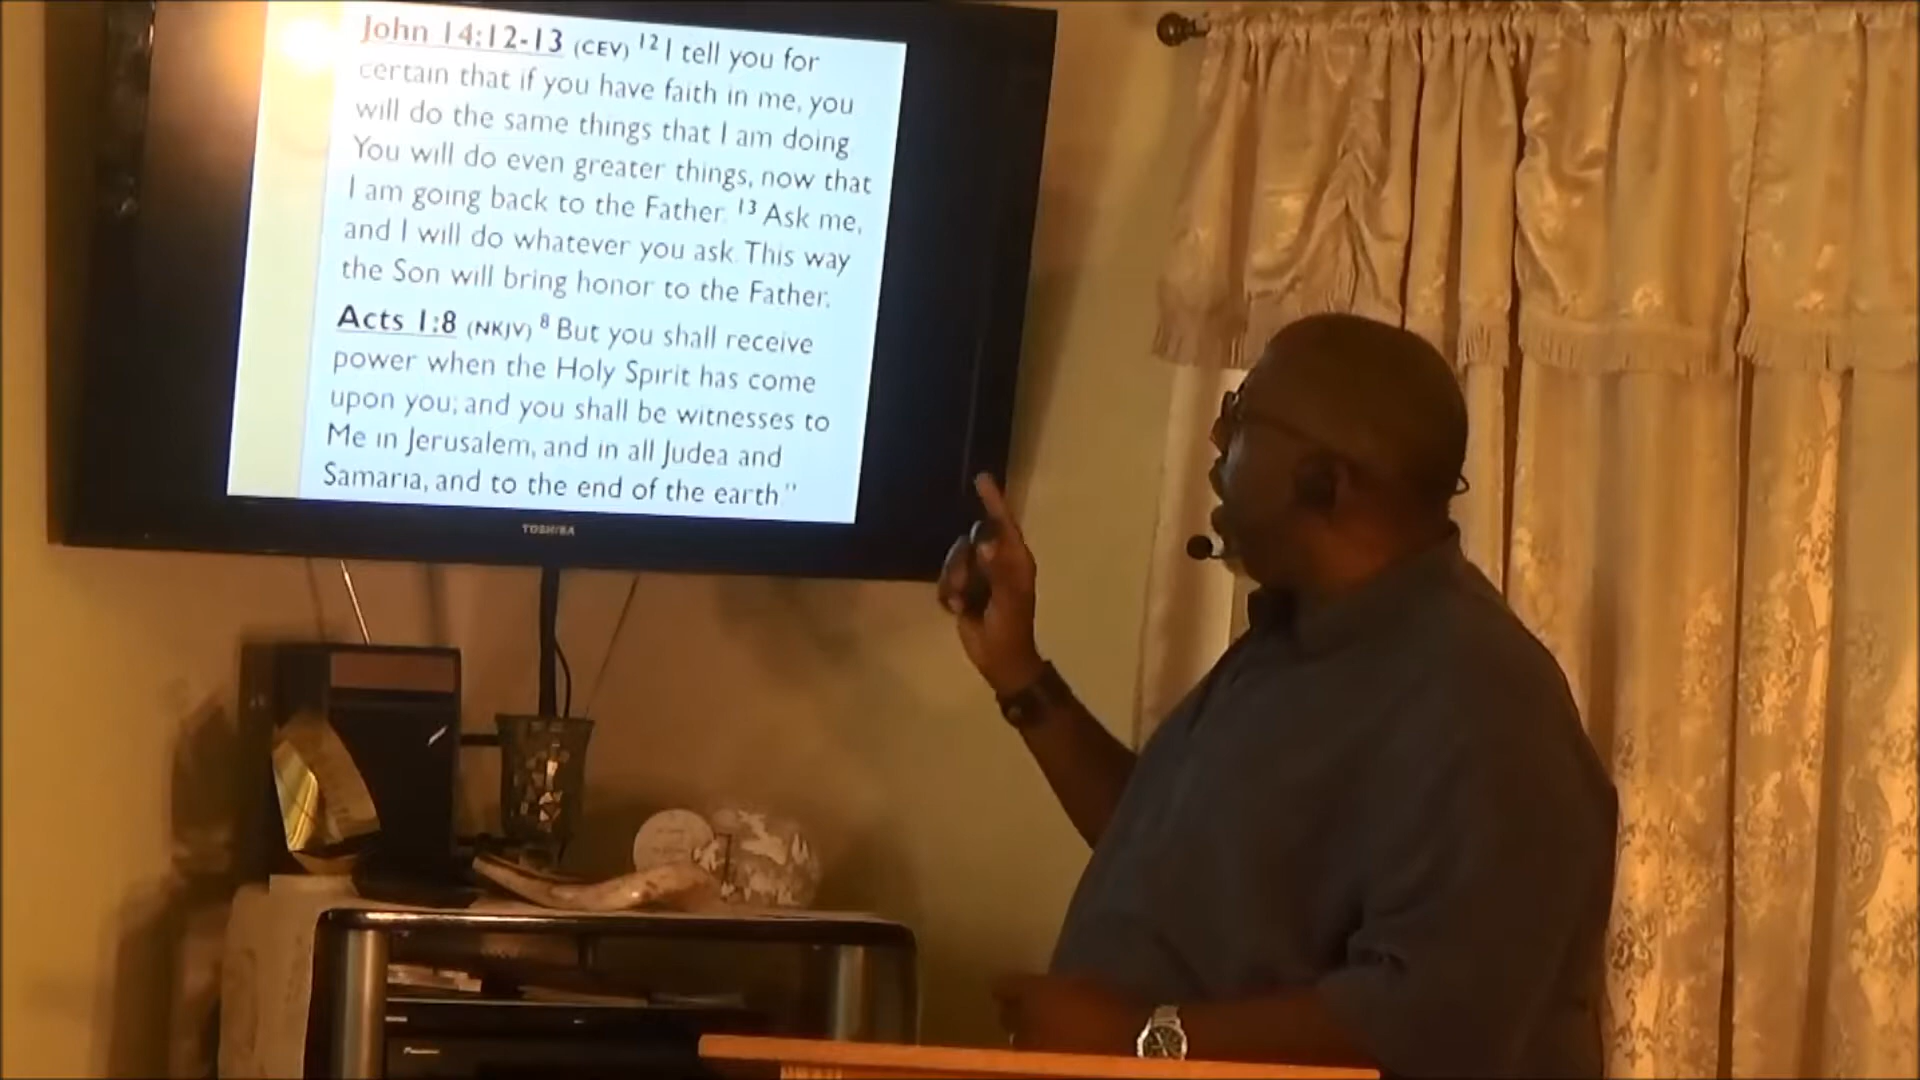 John 14:12-13 (CEV) 12 I tell you for
certain that if you have faith in me, you
will do the same things that I am doing.
You will do even greater things, now that
I am going back to the Father. 13 Ask me,
and I will do whatever you ask. This way
the Son will bring honor to the Father.
Acts 1:8 (NKJV) 8 But you shall receive
power when the Holy Spirit has come
upon you; and you shall be witnesses to
Me in Jerusalem, and in all Judea and
Samaria, and to the end of the earth."
TOSHIBA
Pioneer